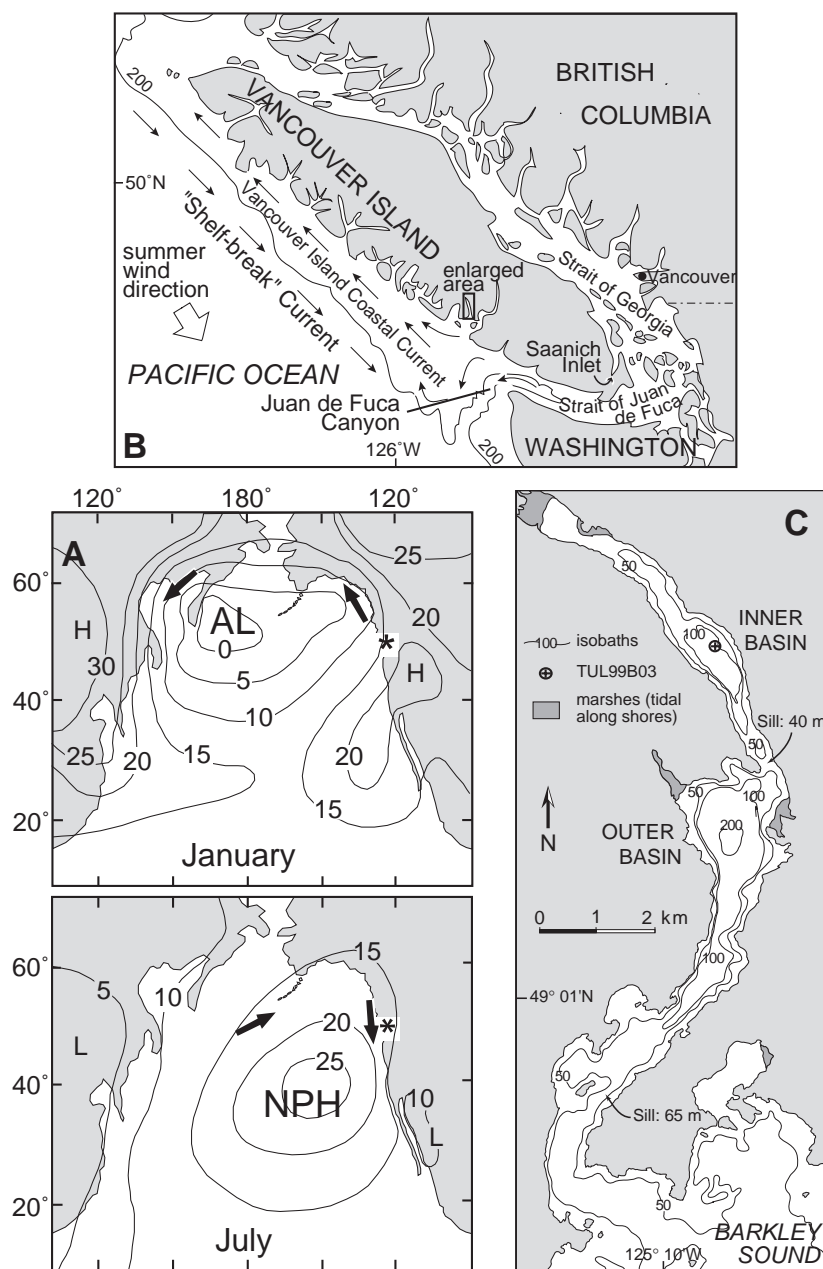 BRITISH
COLUMBIA
200
VANCOUVER ISLAND
50°N
"Shelf-break" Current
Vancouver Island Coastal Current
summer
wind
direction
enlarged
area
Strait of Georgia
Vancouver
Saanich
Inlet
PACIFIC OCEAN
Strait of Juan
de Fuca
Juan de Fuca
Canyon
B
126°W
200
WASHINGTON
120° 180° 120°
A
25
60°
20
H
AL
*
0
H
30
5
40°
10
25
20
15
20
15
20°
January
15
60°
5
10
*
20
L
25
40°
NPH
10
L
20°
July
C
50
INNER
BASIN
100
100 isobaths
TUL99B03
marshes (tidal
along shores)
Sill: 40 m
50
50
100
N
OUTER
BASIN
200
0 1 2 km
100
49° 01'N
50
Sill: 65 m
50
BARKLEY
SOUND
125° 10'W